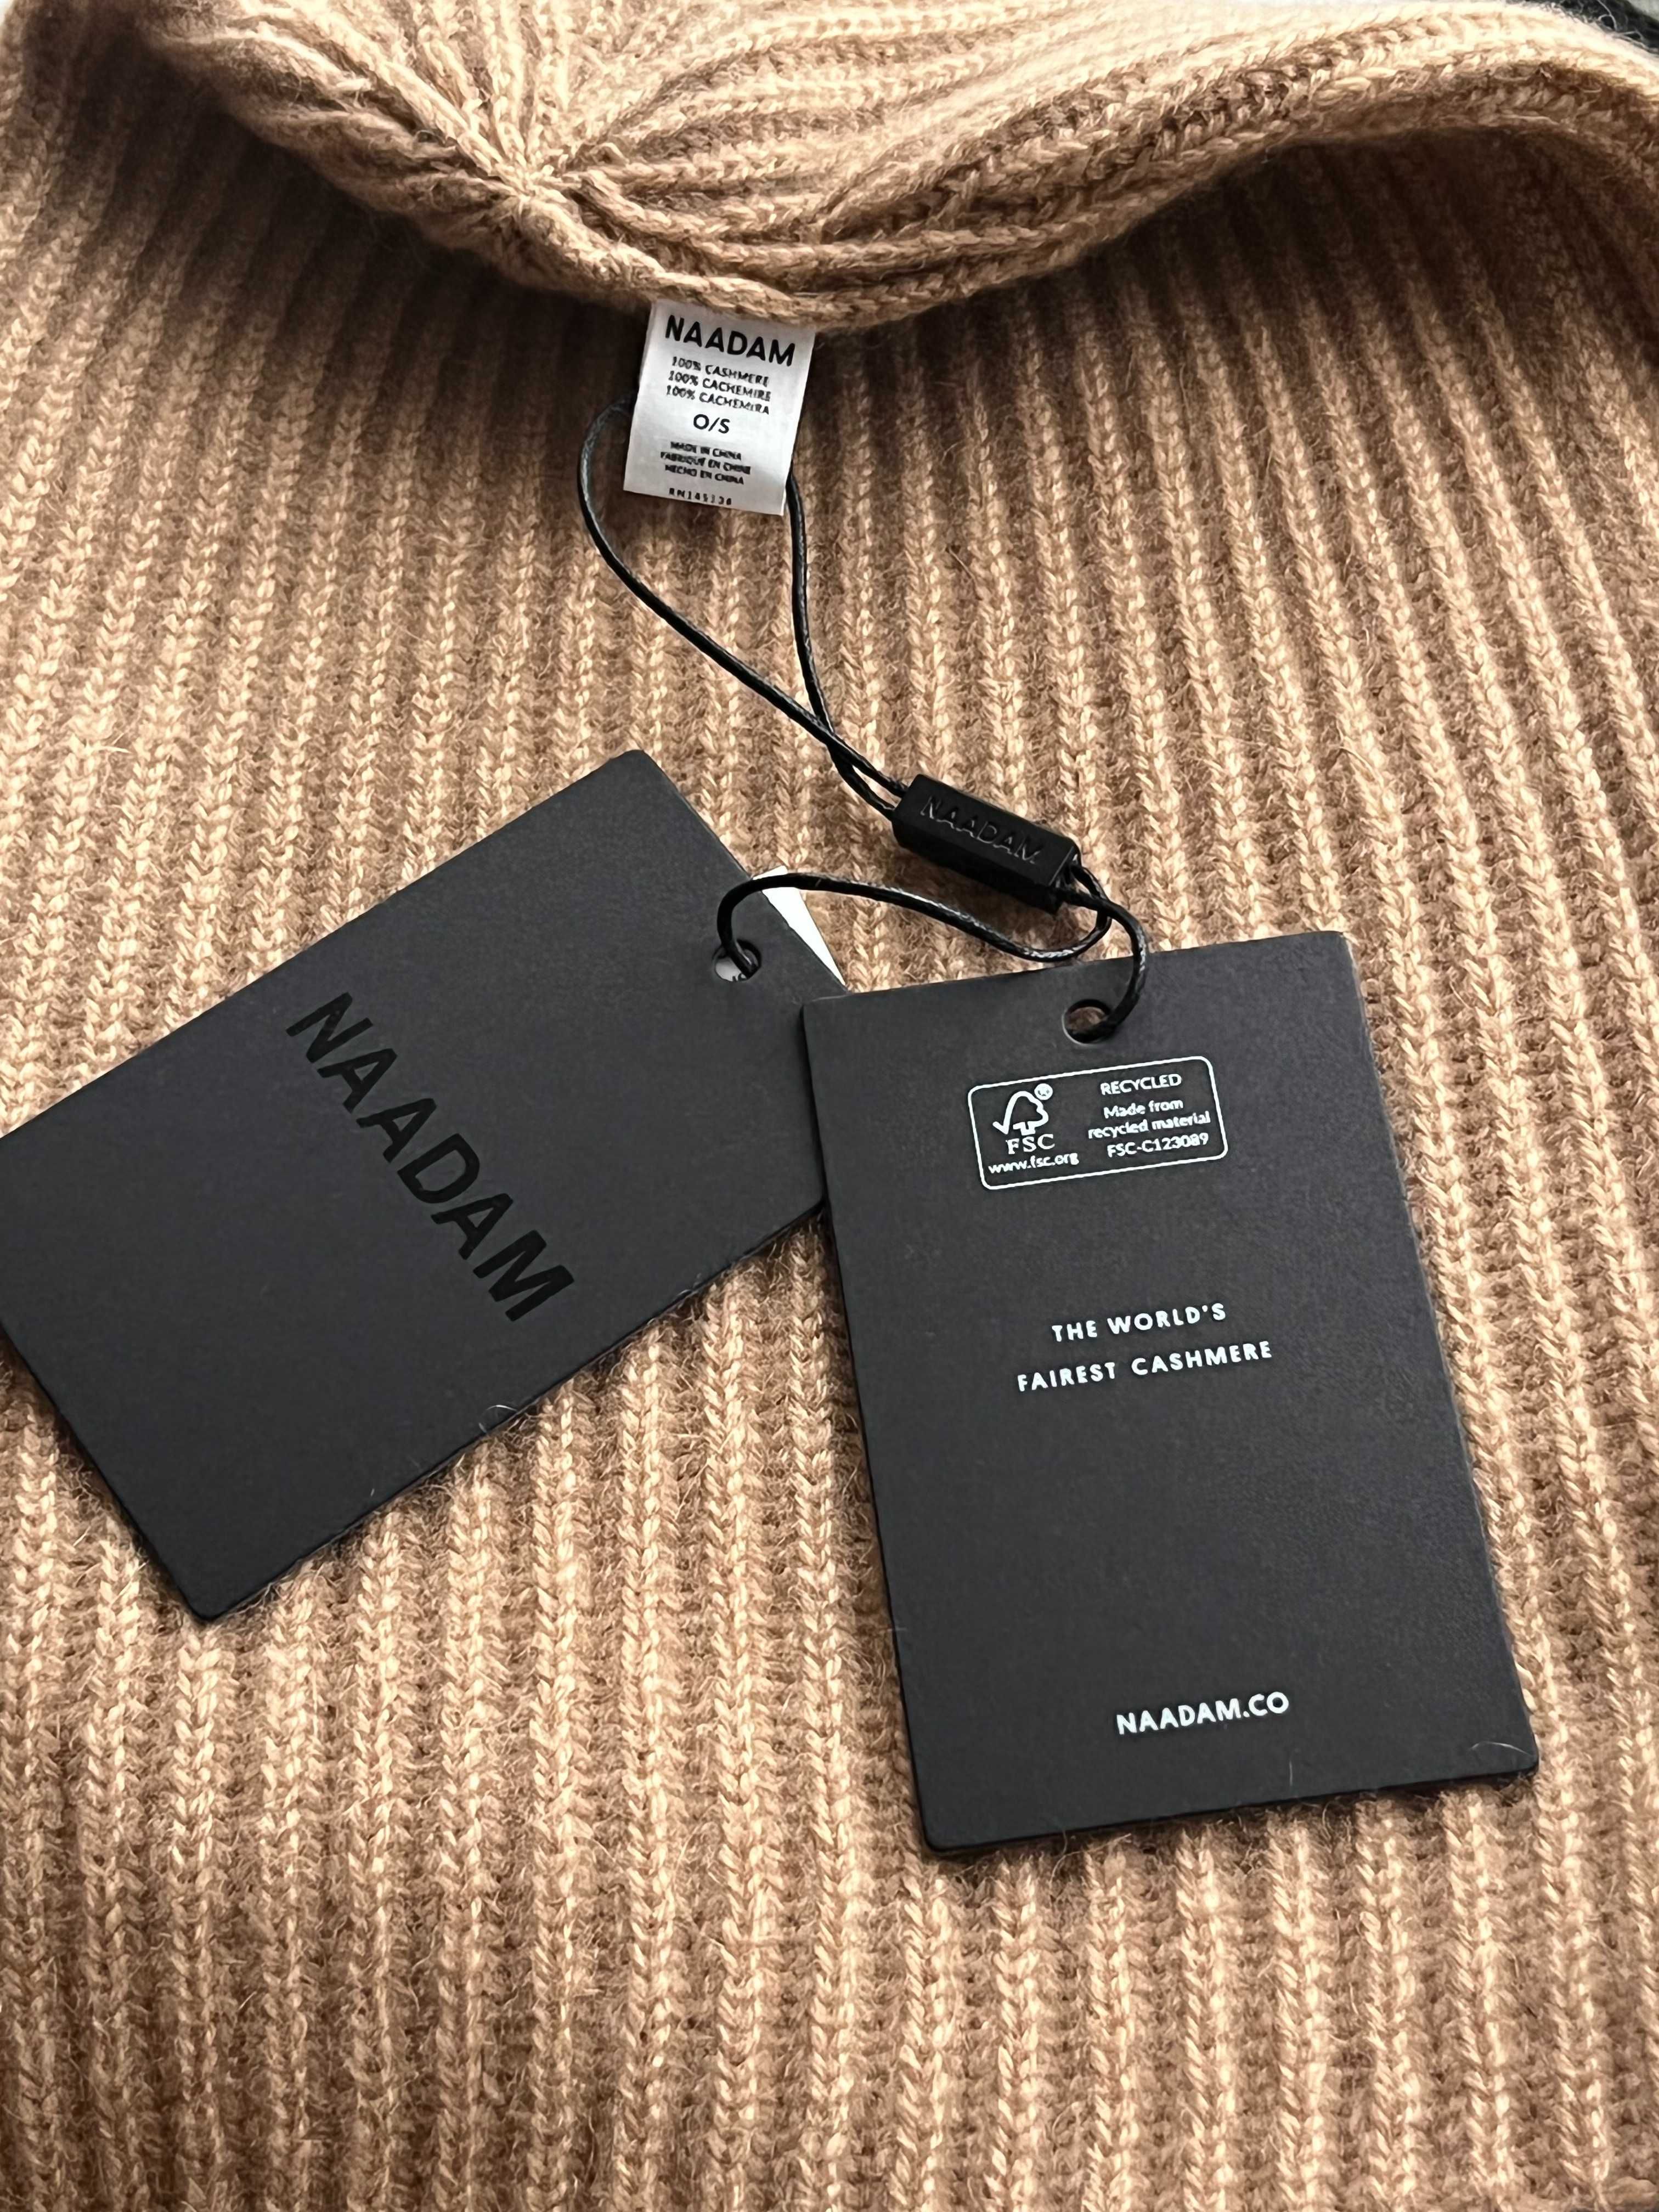 NAADAM
100% CASHMERE
100% CACHEMIRE
100% CACHEMIRA
O/S
MADE IN CHINA
FABRIQUÉ EN CHINE
HECHO EN CHINA
NAADAM
NAADAM
FSC
www.fsc.org
RECYCLED
Made from
recycled material
FSC-C123089
THE WORLD'S
FAIREST CASHMERE
NAADAM.CO